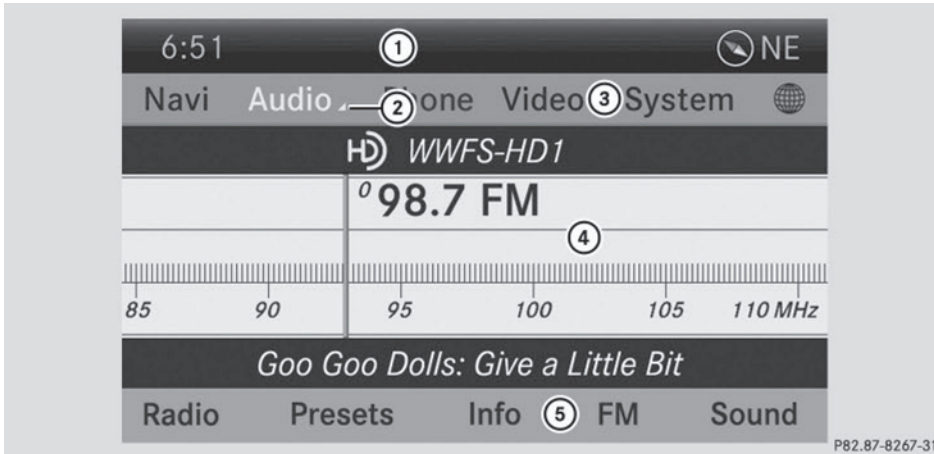 6:51 1 NE
Navi Audio 2 Phone Video 3 System
HD WWFS-HD1
0 98.7 FM
4
85 90 95 100 105 110 MHz
Goo Goo Dolls: Give a Little Bit
Radio Presets Info 5 FM Sound
P82.87-8267-31